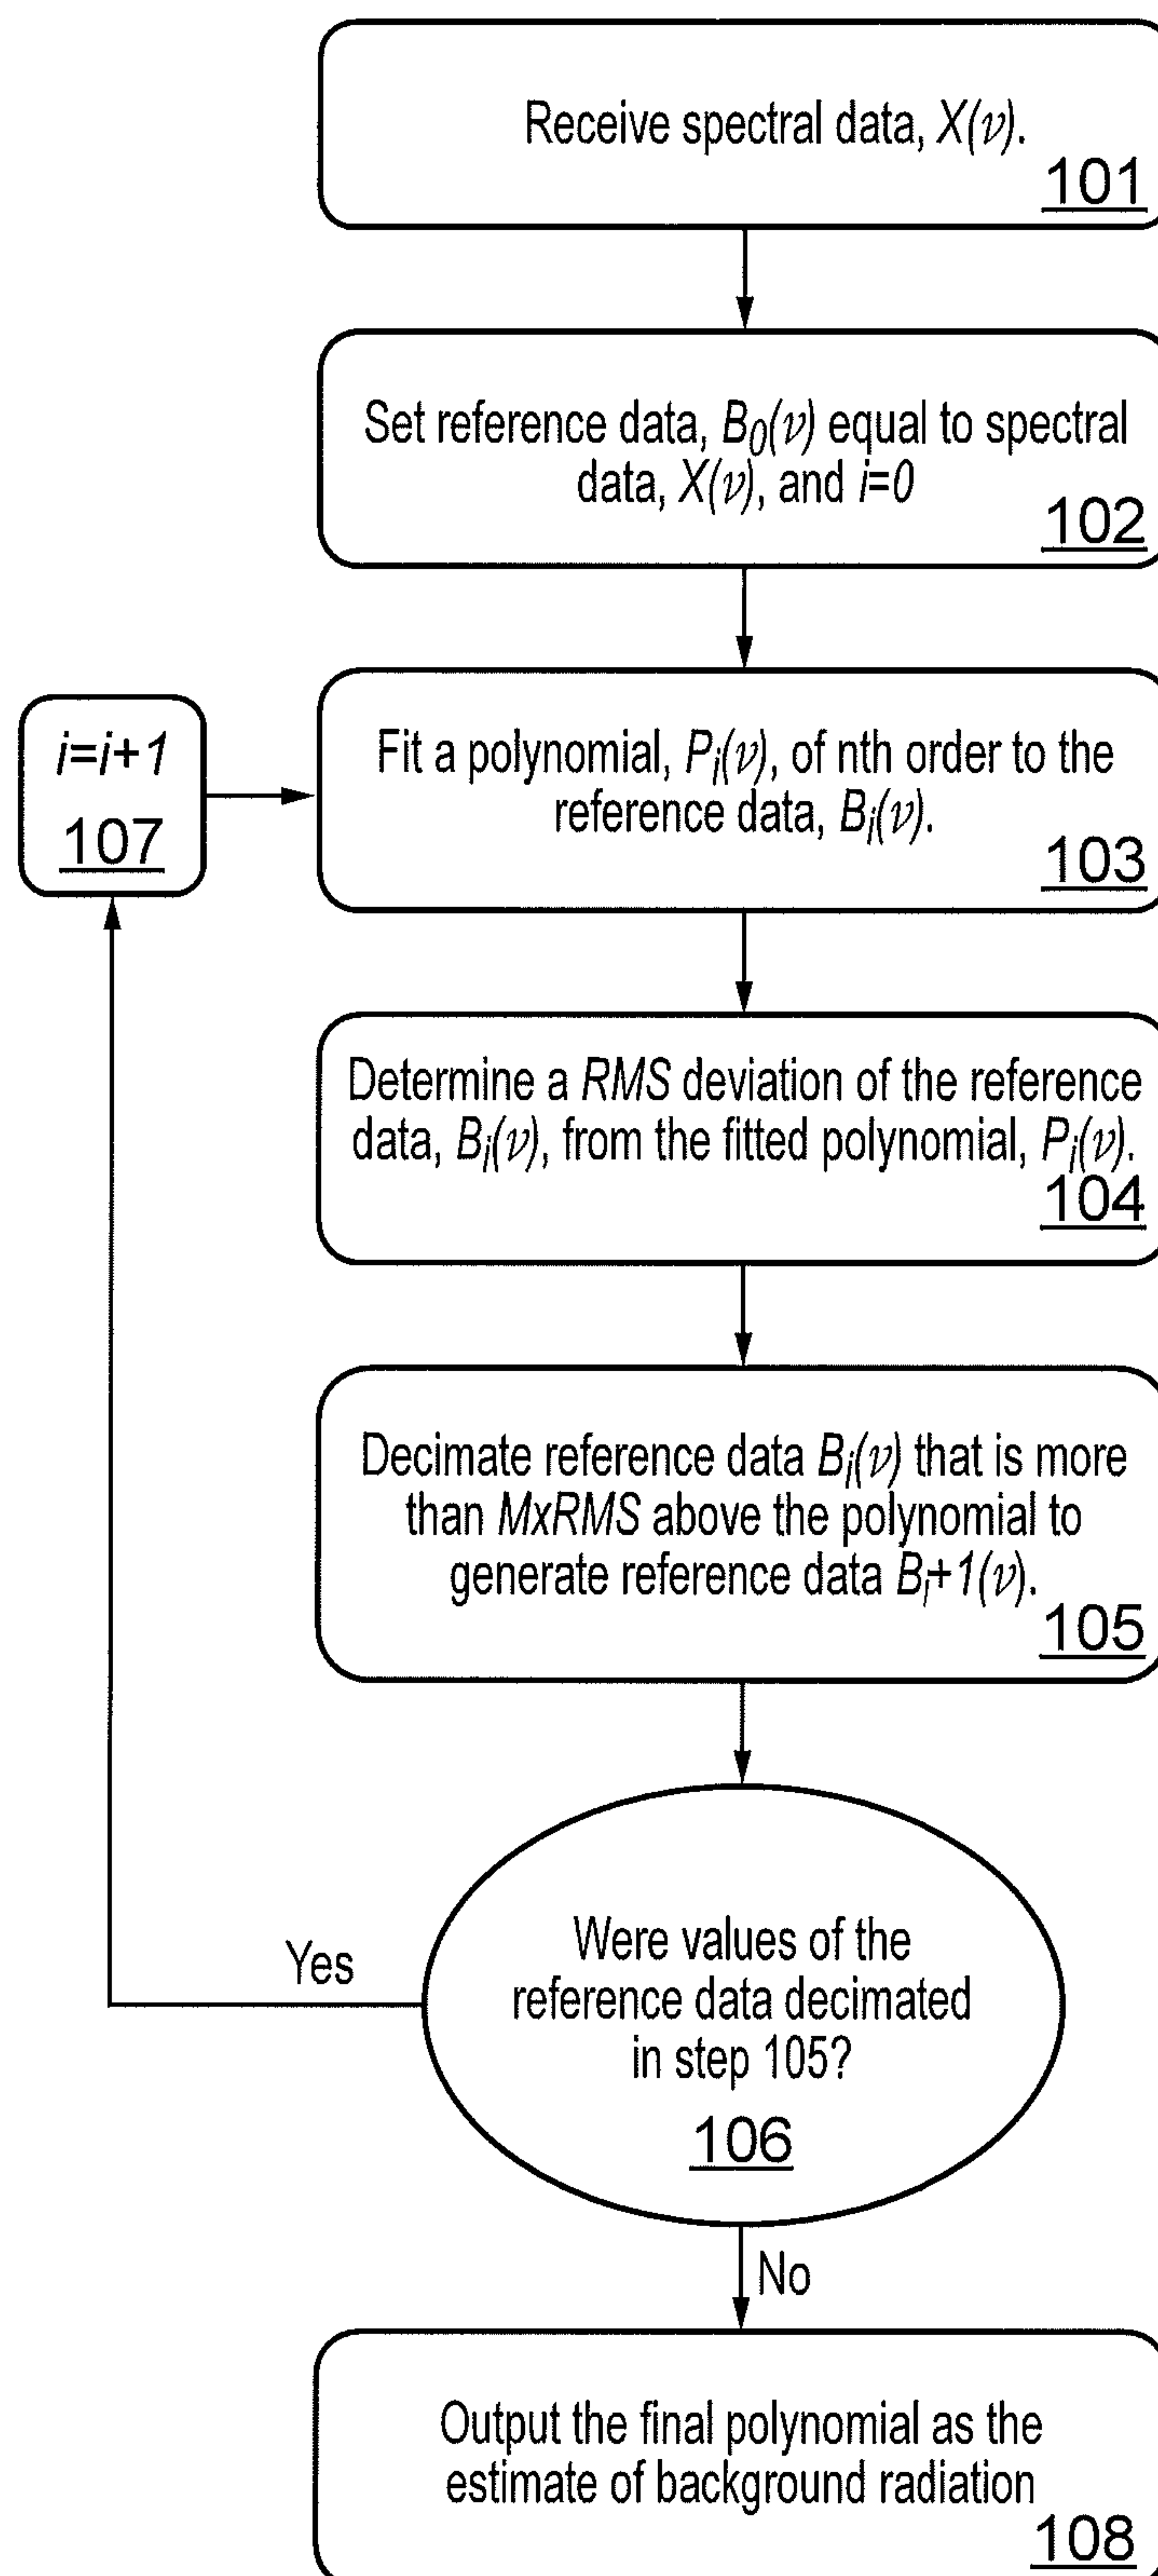 Receive spectral data, X(ν).
101
Set reference data, B₀(ν) equal to spectral
data, X(ν), and i=0
102
i=i+1
107
Fit a polynomial, Pᵢ(ν), of nth order to the
reference data, Bᵢ(ν).
103
Determine a RMS deviation of the reference
data, Bᵢ(ν), from the fitted polynomial, Pᵢ(ν).
104
Decimate reference data Bᵢ(ν) that is more
than MxRMS above the polynomial to
generate reference data Bᵢ+1(ν).
105
Were values of the
reference data decimated
in step 105?
106
Yes
No
Output the final polynomial as the
estimate of background radiation
108